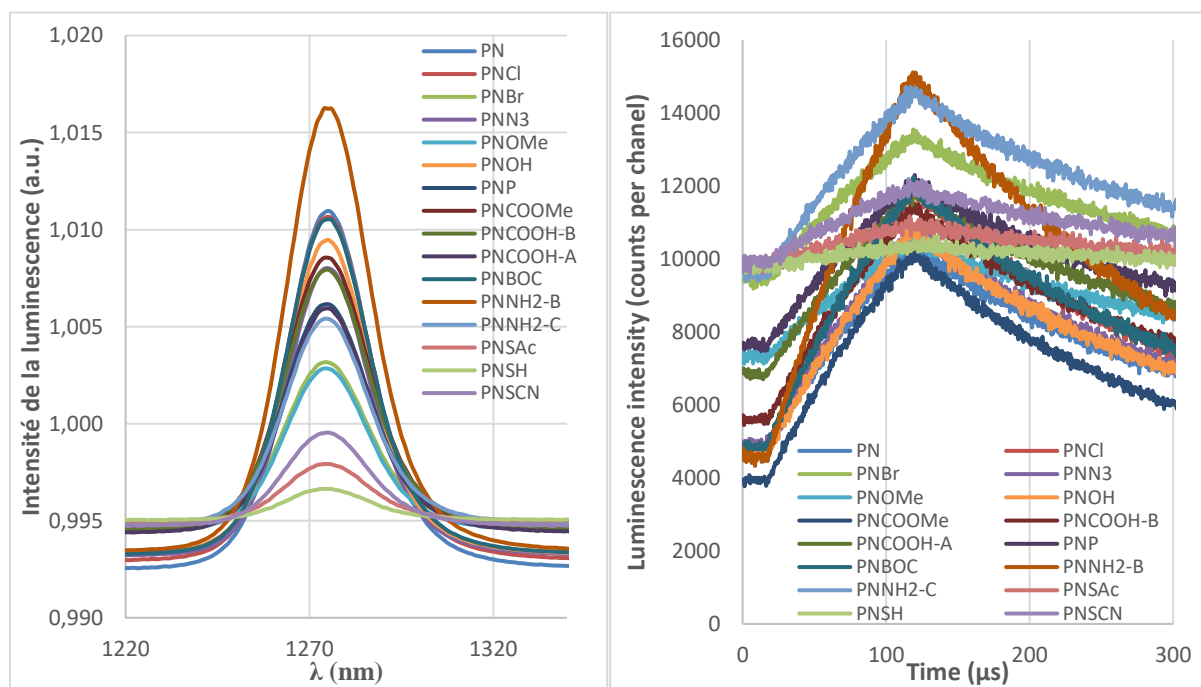 1,020
1,015
1,010
1,005
1,000
0,995
0,990
Intensité de la luminescence (a.u.)
1220
1270
1320
λ (nm)
PN
PNCl
PNBr
PNN3
PNOMe
PNOH
PNP
PNCOOMe
PNCOOH-B
PNCOOH-A
PNBOC
PNNH2-B
PNNH2-C
PNSAc
PNSH
PNSCN
16000
14000
12000
10000
8000
6000
4000
2000
0
Luminescence intensity (counts per channel)
PN PNCl
PNBr PNN3
PNOMe PNOH
PNCOOMe PNCOOH-B
PNCOOH-A PNP
PNBOC PNNH2-B
PNNH2-C PNSAc
PNSH PNSCN
0
100
200
300
Time (µs)